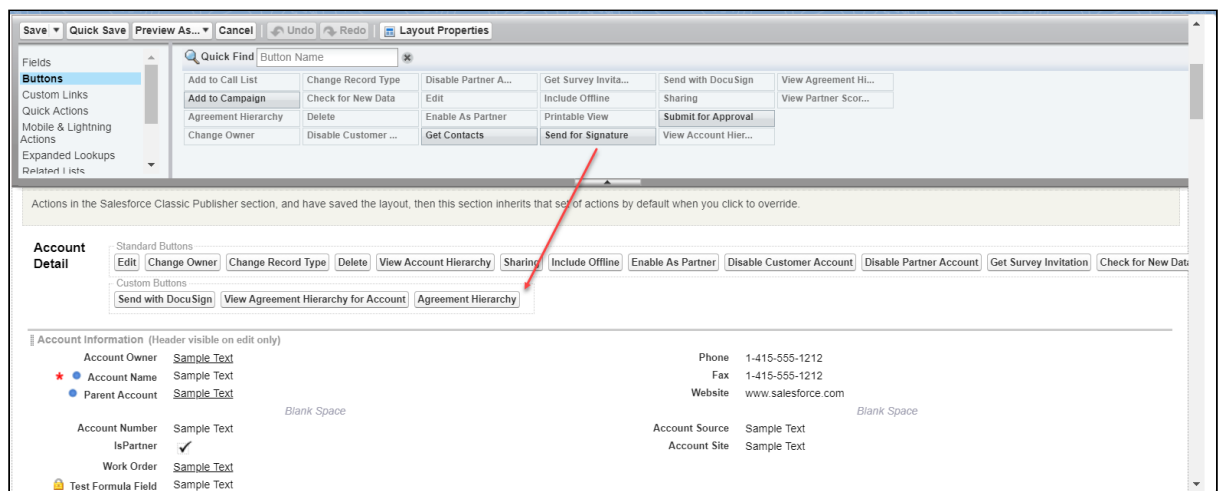 Save Quick Save Preview As... Cancel Undo Redo Layout Properties
Fields
Buttons
Custom Links
Quick Actions
Mobile & Lightning
Actions
Expanded Lookups
Related Lists
Quick Find Button Name
Add to Call List Change Record Type Disable Partner A... Get Survey Invita... Send with DocuSign View Agreement Hi...
Add to Campaign Check for New Data Edit Include Offline Sharing View Partner Scor...
Agreement Hierarchy Delete Enable As Partner Printable View Submit for Approval
Change Owner Disable Customer ... Get Contacts Send for Signature View Account Hier...
Actions in the Salesforce Classic Publisher section, and have saved the layout, then this section inherits that set of actions by default when you click to override.
Account
Detail
Standard Buttons
Edit Change Owner Change Record Type Delete View Account Hierarchy Sharing Include Offline Enable As Partner Disable Customer Account Disable Partner Account Get Survey Invitation Check for New Data
Custom Buttons
Send with DocuSign View Agreement Hierarchy for Account Agreement Hierarchy
Account Information (Header visible on edit only)
Account Owner Sample Text Phone 1-415-555-1212
* Account Name Sample Text Fax 1-415-555-1212
Parent Account Sample Text Website www.salesforce.com
Blank Space Blank Space
Account Number Sample Text Account Source Sample Text
IsPartner Account Site Sample Text
Work Order Sample Text
Test Formula Field Sample Text